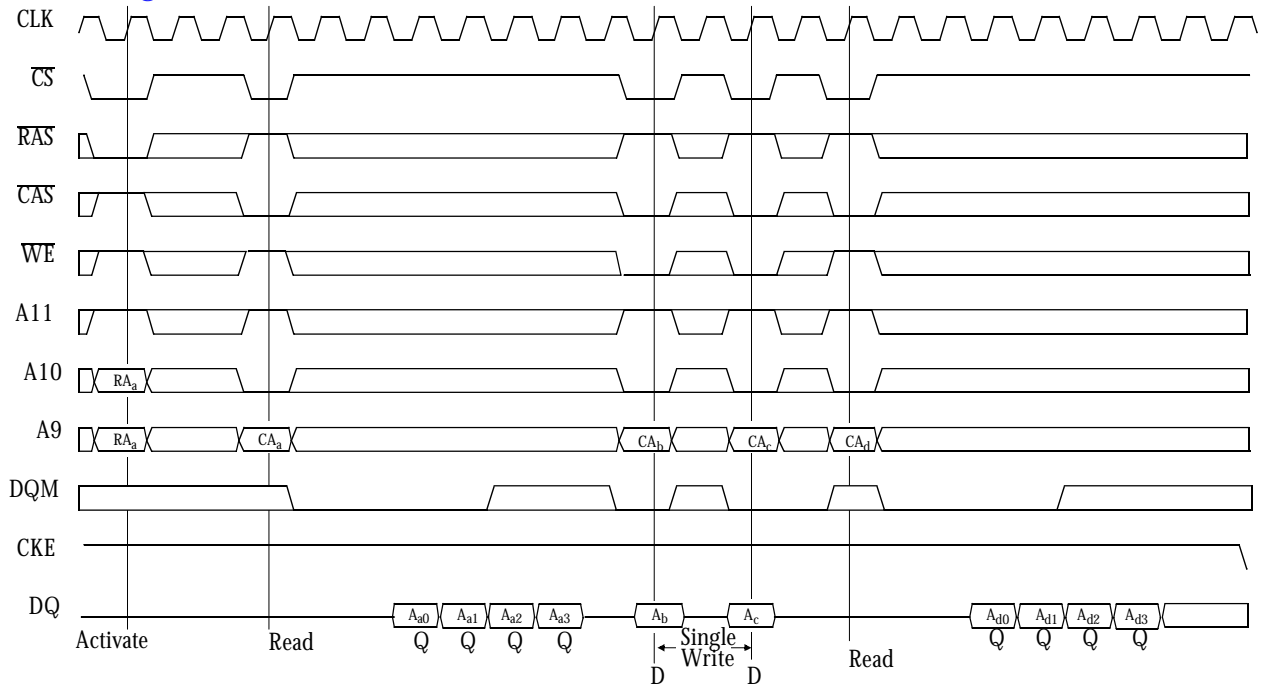 CLK
CS
RAS
CAS
WE
A11
A10 RAa
A9 RAa CAa CAb CAc CAd
DQM
CKE
DQ Aa0 Aa1 Aa2 Aa3 Ab Ac Ad0 Ad1 Ad2 Ad3
Activate Read Q Q Q Q Single Write Read Q Q Q Q
D D